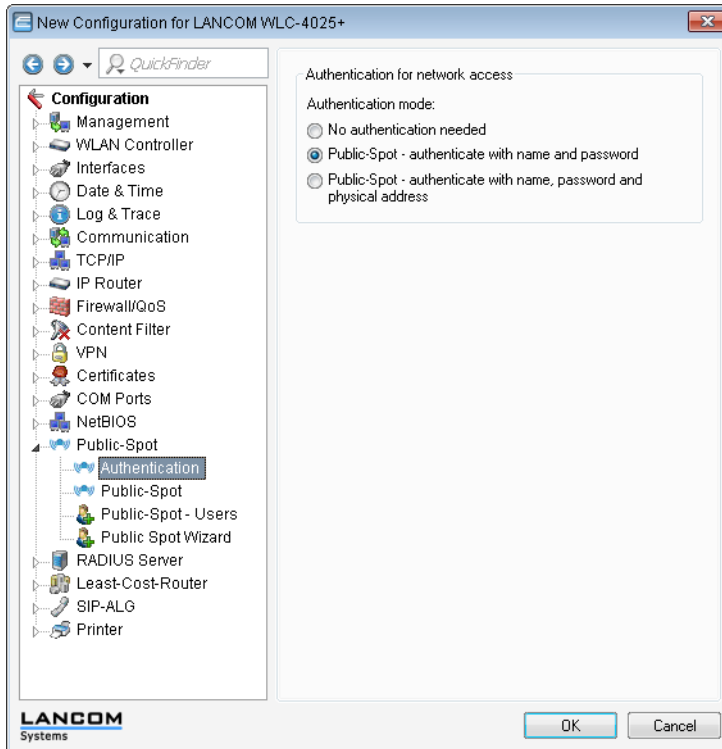 New Configuration for LANCOM WLC-4025+
QuickFinder
Configuration
Management
WLAN Controller
Interfaces
Date & Time
Log & Trace
Communication
TCP/IP
IP Router
Firewall/QoS
Content Filter
VPN
Certificates
COM Ports
NetBIOS
Public-Spot
Authentication
Public-Spot
Public-Spot - Users
Public Spot Wizard
RADIUS Server
Least-Cost-Router
SIP-ALG
Printer
Authentication for network access
Authentication mode:
No authentication needed
Public-Spot - authenticate with name and password
Public-Spot - authenticate with name, password and
physical address
LANCOM
Systems
OK
Cancel